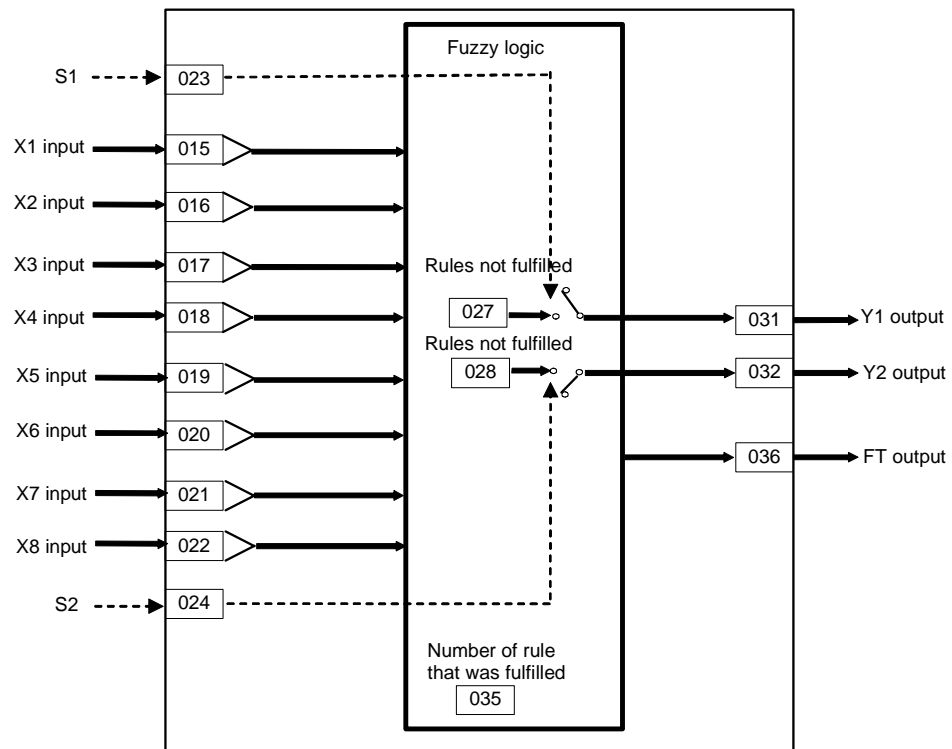 Fuzzy logic
S1
023
X1 input
015
X2 input
016
X3 input
017
Rules not fulfilled
X4 input
018
027
031
Y1 output
Rules not fulfilled
X5 input
019
028
032
Y2 output
X6 input
020
036
FT output
X7 input
021
X8 input
022
S2
024
Number of rule
that was fulfilled
035